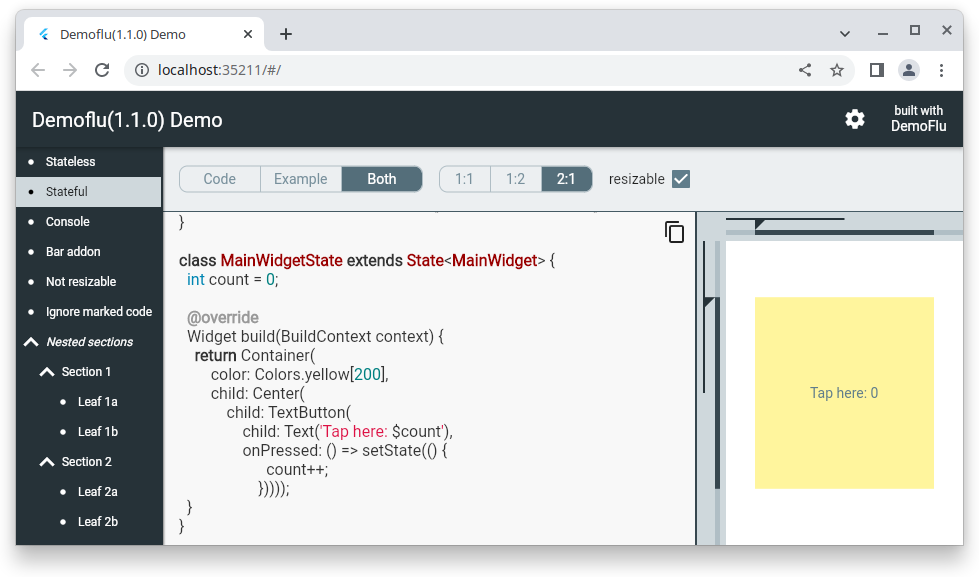 Demoflu(1.1.0) Demo
localhost:35211/#/
Demoflu(1.1.0) Demo
built with
DemoFlu
Stateless
Stateful
Console
Bar addon
Not resizable
Ignore marked code
Nested sections
Section 1
Leaf 1a
Leaf 1b
Section 2
Leaf 2a
Leaf 2b
Code Example Both 1:1 1:2 2:1 resizable
}
class MainWidgetState extends State<MainWidget> {
int count = 0;
@override
Widget build(BuildContext context) {
return Container(
color: Colors.yellow[200],
child: Center(
child: TextButton(
child: Text('Tap here: $count'),
onPressed: () => setState(() {
count++;
}))));
}
}
Tap here: 0